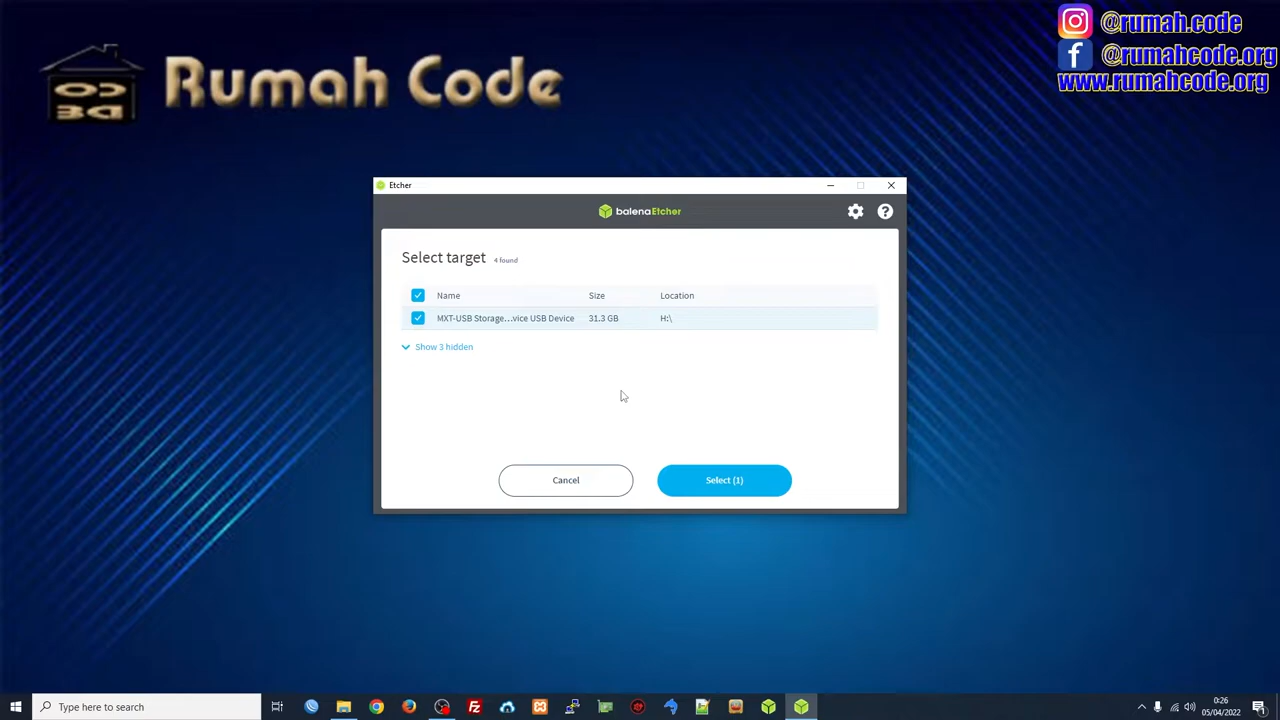 @rumah.code
@rumahcode.org
www.rumahcode.org
Rumah Code
Etcher
balenaEtcher
Select target 4 found
Name Size Location
MXT-USB Storage...vice USB Device 31.3 GB H:\
Show 3 hidden
Cancel Select (1)
Type here to search
0:26
05/04/2022